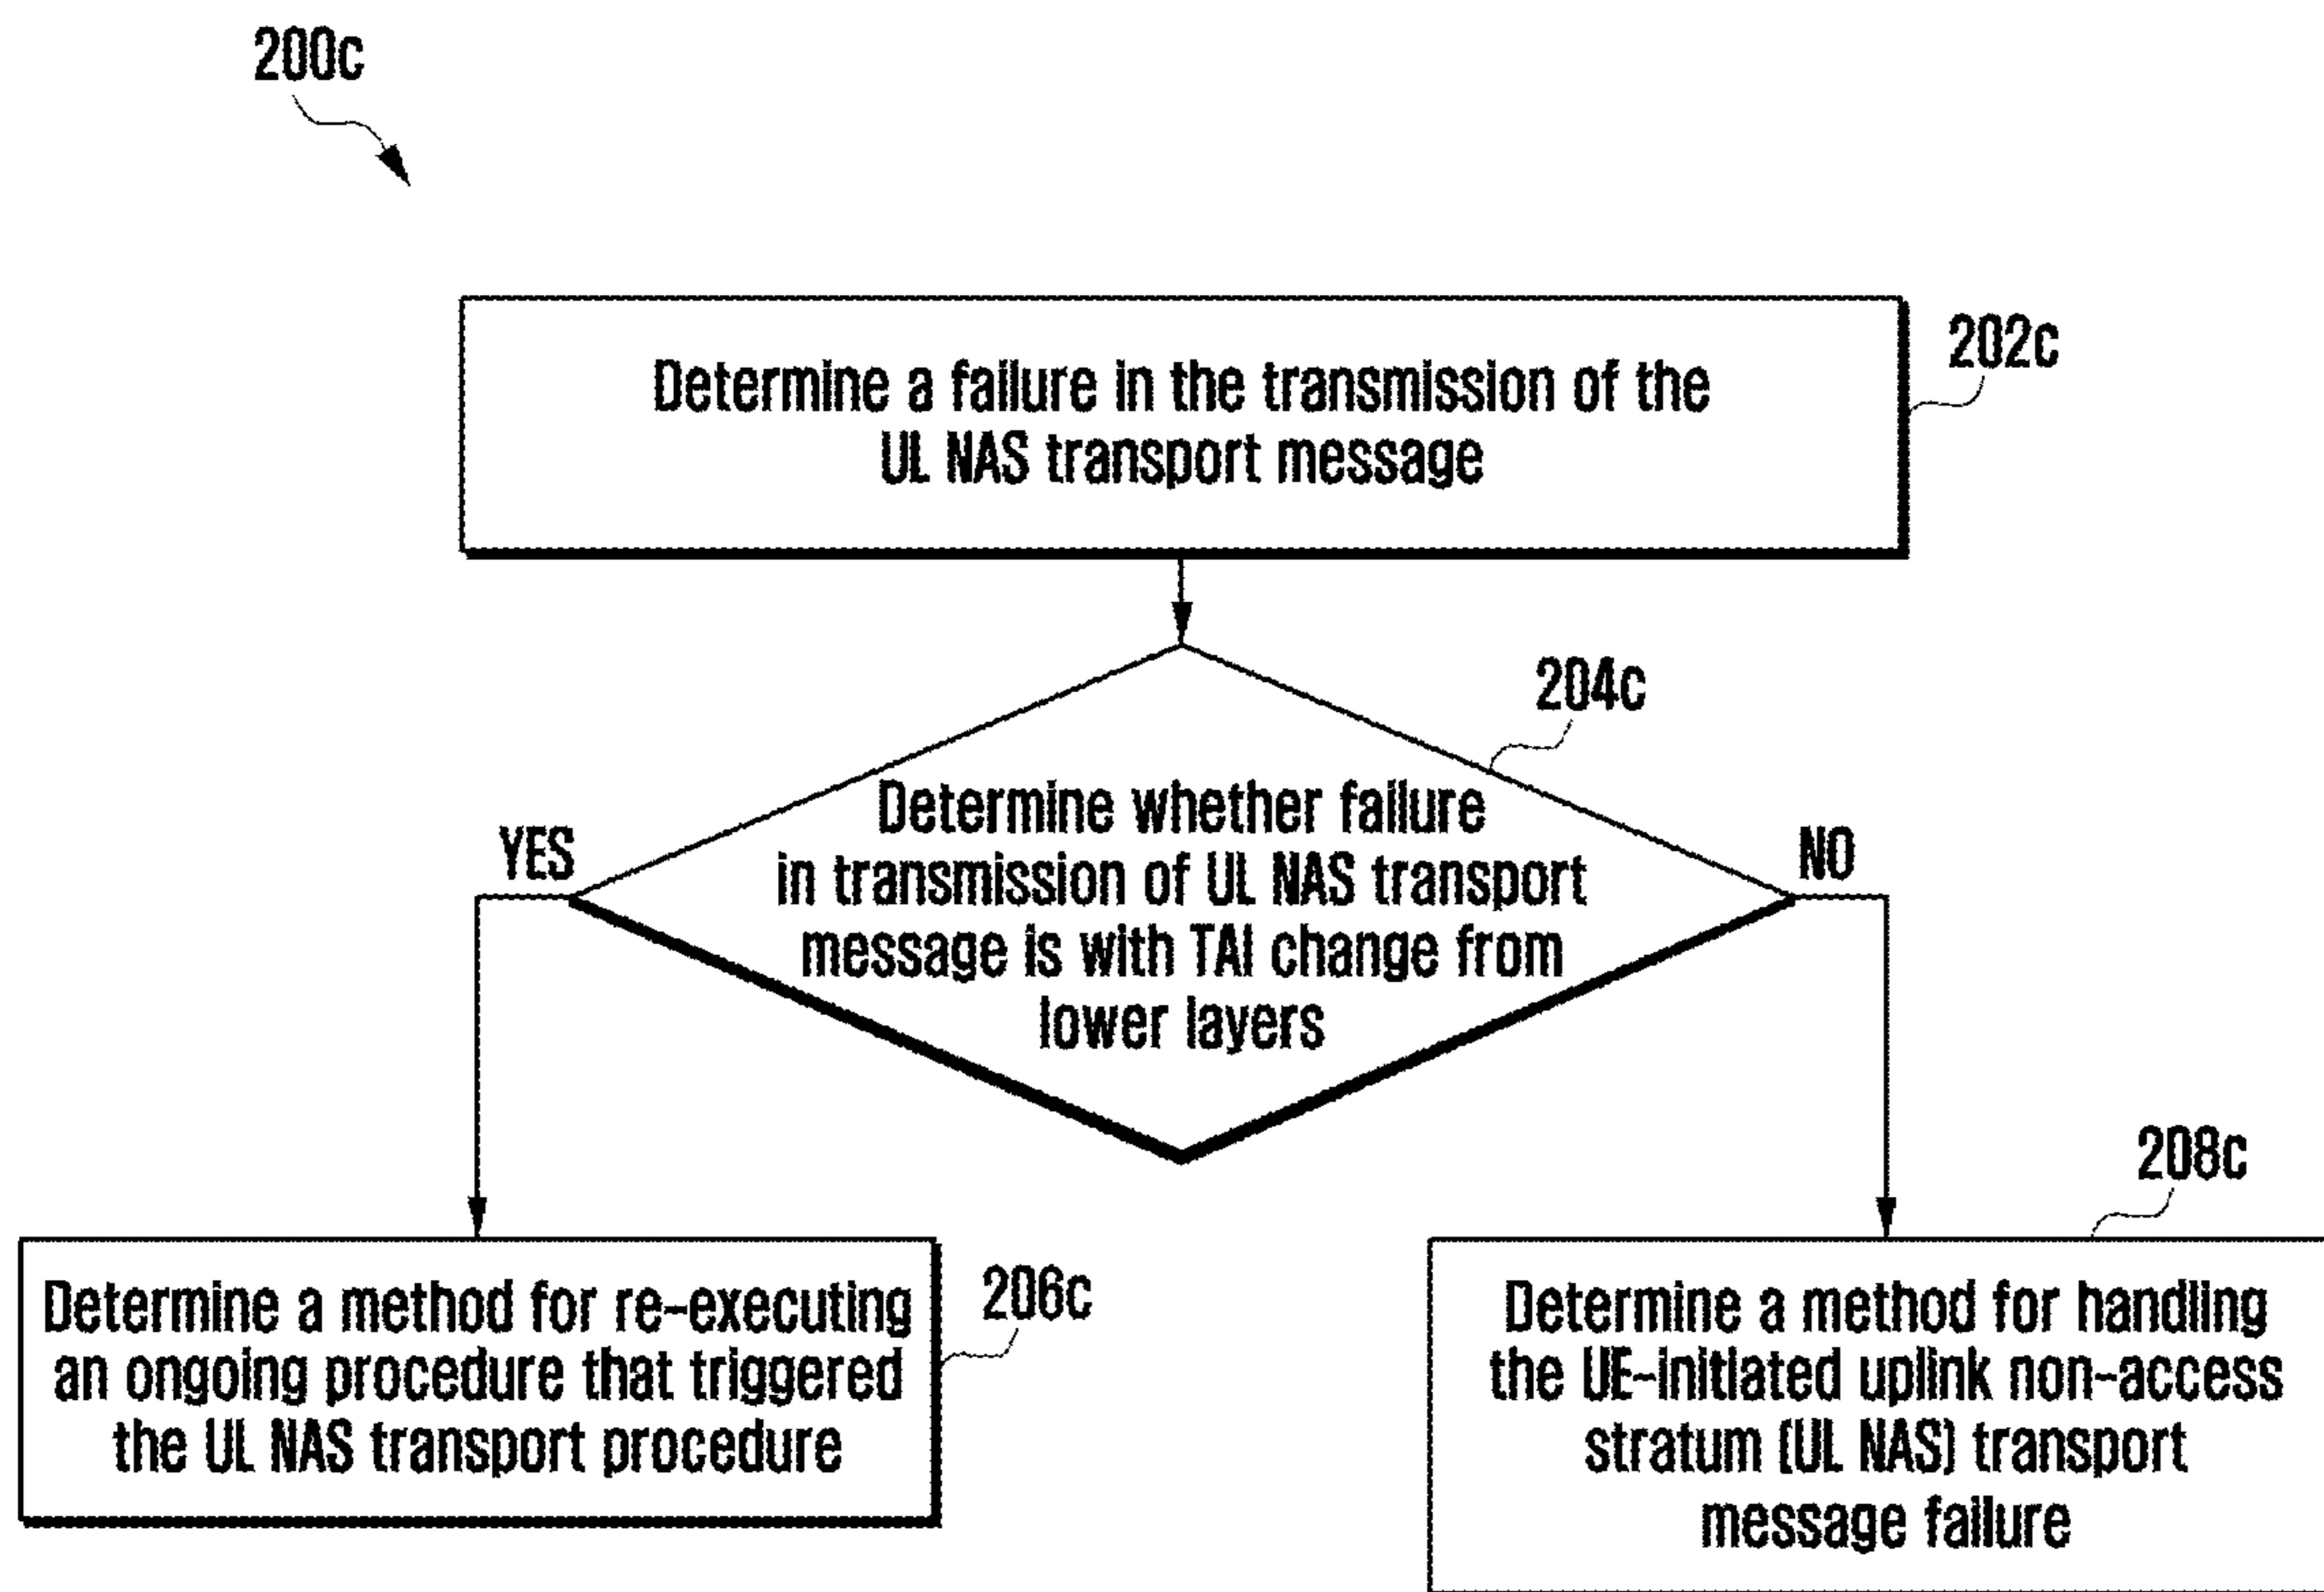 200c
202c
Determine a failure in the transmission of the
UL NAS transport message
204c
Determine whether failure
in transmission of UL NAS transport
message is with TAI change from
lower layers
YES
NO
206c
Determine a method for re-executing
an ongoing procedure that triggered
the UL NAS transport procedure
208c
Determine a method for handling
the UE-initiated uplink non-access
stratum (UL NAS) transport
message failure